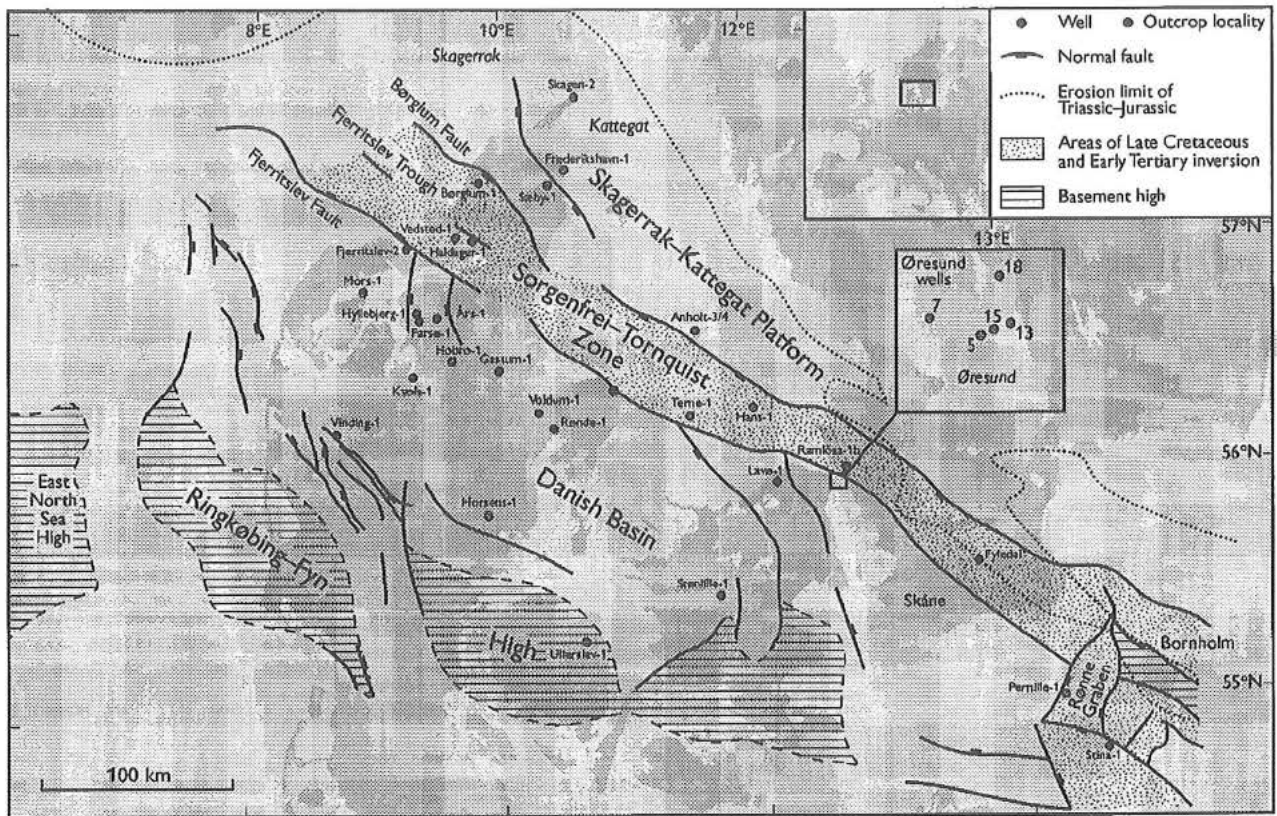 8°E
10°E
12°E
Well
Outcrop locality
Normal fault
Erosion limit of
Triassic–Jurassic
Areas of Late Cretaceous
and Early Tertiary inversion
Basement high
Skagerrak
Skagen-2
Kattegat
Børglum Fault
Fjerritslev Trough
Fjerritslev Fault
Frederikshavn-1
Sæby-1
Børglum-1
Skagerrak–Kattegat Platform
57°N
13°E
Vedsted-1
Haldager-1
Fjerritslev-2
Mors-1
Hyllebjerg-1
Farsø-1
Års-1
Hobro-1
Gassum-1
Kvols-1
Sorgenfrei–Tornquist
Zone
Anholt-3/4
Øresund
wells
18
7
15
5
13
Øresund
Voldum-1
Rønde-1
Terne-1
Hans-1
Vinding-1
56°N
East
North
Sea
High
Ringkøbing–Fyn
High
Horsens-1
Danish Basin
Lavø-1
Ramlösa-1b
Stenlille-1
Fyledal
Skåne
Ullerslev-1
Bornholm
55°N
Pernille-1
Rønne
Graben
Stina-1
100 km